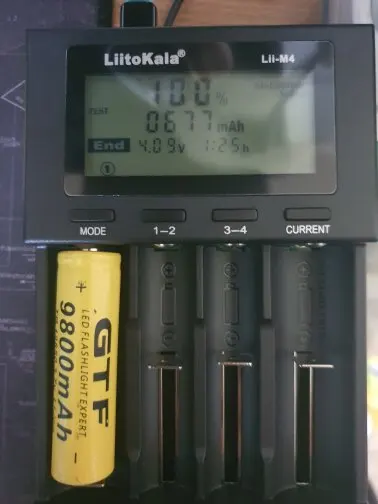 LiitoKala® Lii-M4
100%
TEST
0677mAh
End 4.09v 1:25h
1
MODE 1—2 3—4 CURRENT
+
GTF
LED FLASHLIGHT EXPERT
9800mAh
-